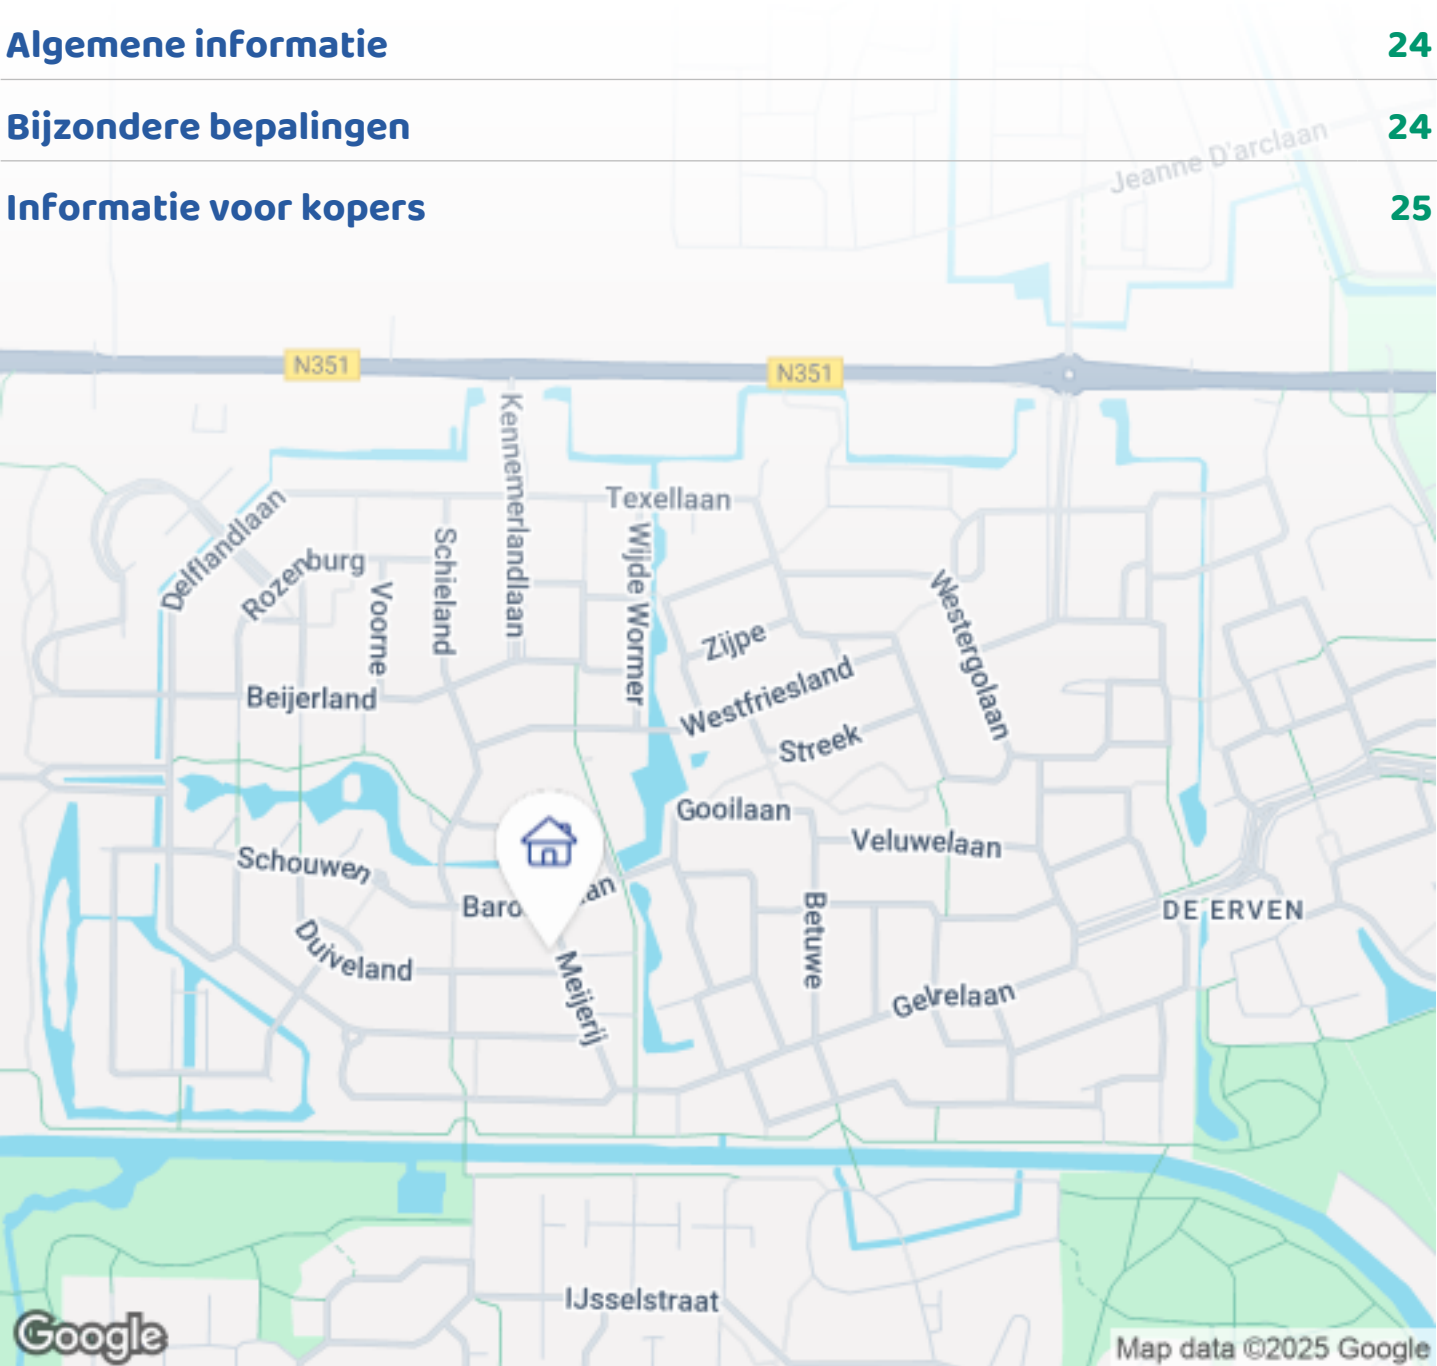 Algemene informatie 24
Bijzondere bepalingen 24
Informatie voor kopers 25
Jeanne D'arclaan
N351
N351
Kennemerlandlaan
Texellaan
Delflandlaan
Rozenburg
Schieland
Wijde Wormer
Voorne
Westergolaan
Zijpe
Beijerland
Westfriesland
Streek
Gooilaan
Veluwelaan
Schouwen
Baro
an
Betuwe
DE ERVEN
Duiveland
Meijerij
Gelrelaan
IJsselstraat
Google
Map data ©2025 Google